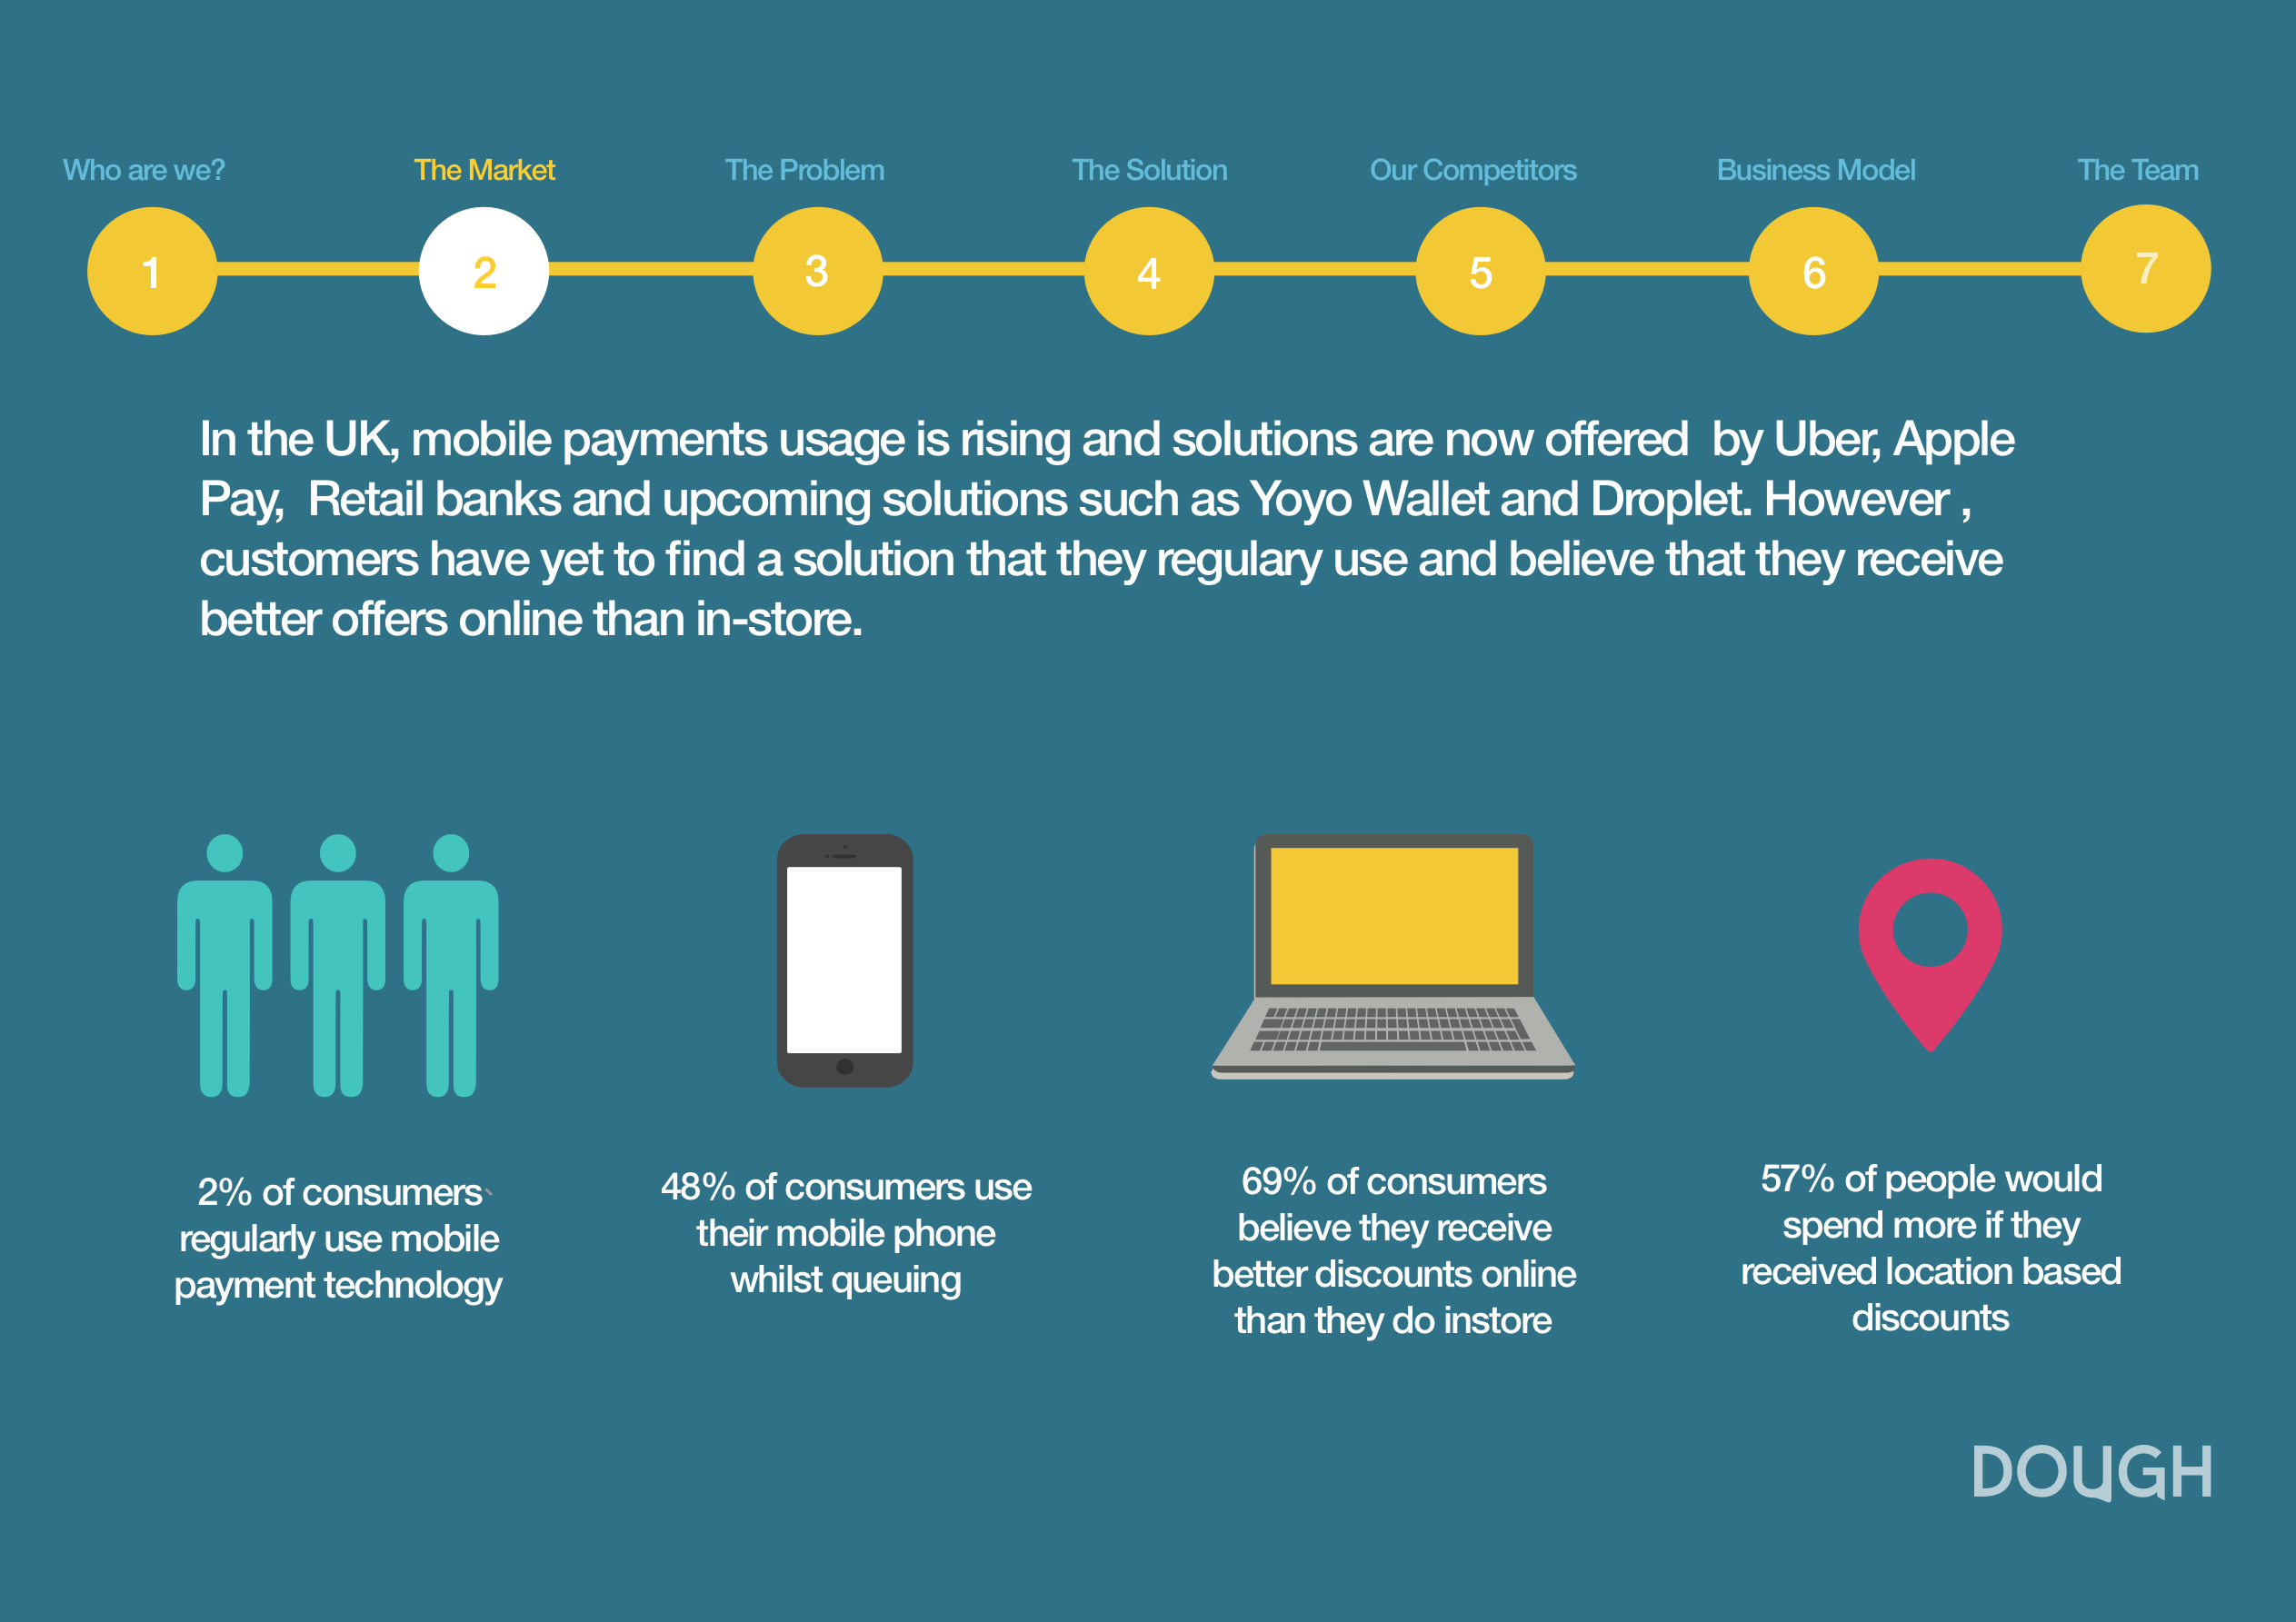 Who are we?
The Market
The Problem
The Solution
Our Competitors
Business Model
The Team
1
2
3
4
5
6
7
In the UK, mobile payments usage is rising and solutions are now offered  by Uber, Apple
Pay,  Retail banks and upcoming solutions such as Yoyo Wallet and Droplet. However ,
customers have yet to find a solution that they regulary use and believe that they receive
better offers online than in-store.
2% of consumers`
regularly use mobile
payment technology
48% of consumers use
their mobile phone
whilst queuing
69% of consumers
believe they receive
better discounts online
than they do instore
57% of people would
spend more if they
received location based
discounts
DOUGH